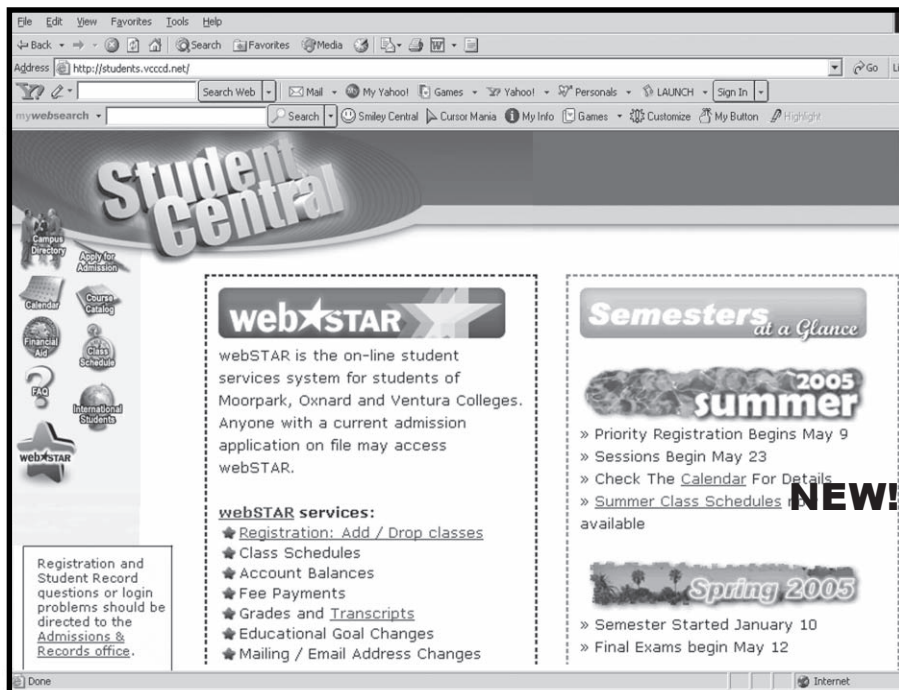 File Edit View Favorites Tools Help
Back Search Favorites Media
Address http://students.vcccd.net/ Go
Search Web Mail My Yahoo! Games Yahoo! Personals LAUNCH Sign In
mywebsearch Search Smiley Central Cursor Mania My Info Games Customize My Button Highlight
Student
Central
Campus
Directory
Apply for
Admission
Calendar
Course
Catalog
Financial
Aid
Class
Schedule
FAQ
International
Students
web★STAR
Registration and
Student Record
questions or login
problems should be
directed to the
Admissions &
Records office.
web★STAR
webSTAR is the on-line student
services system for students of
Moorpark, Oxnard and Ventura Colleges.
Anyone with a current admission
application on file may access
webSTAR.
webSTAR services:
Registration: Add / Drop classes
Class Schedules
Account Balances
Fee Payments
Grades and Transcripts
Educational Goal Changes
Mailing / Email Address Changes
Semesters
at a Glance
2005
summer
» Priority Registration Begins May 9
» Sessions Begin May 23
» Check The Calendar For Details
» Summer Class Schedules
NEW!
available
Spring 2005
» Semester Started January 10
» Final Exams begin May 12
Done Internet